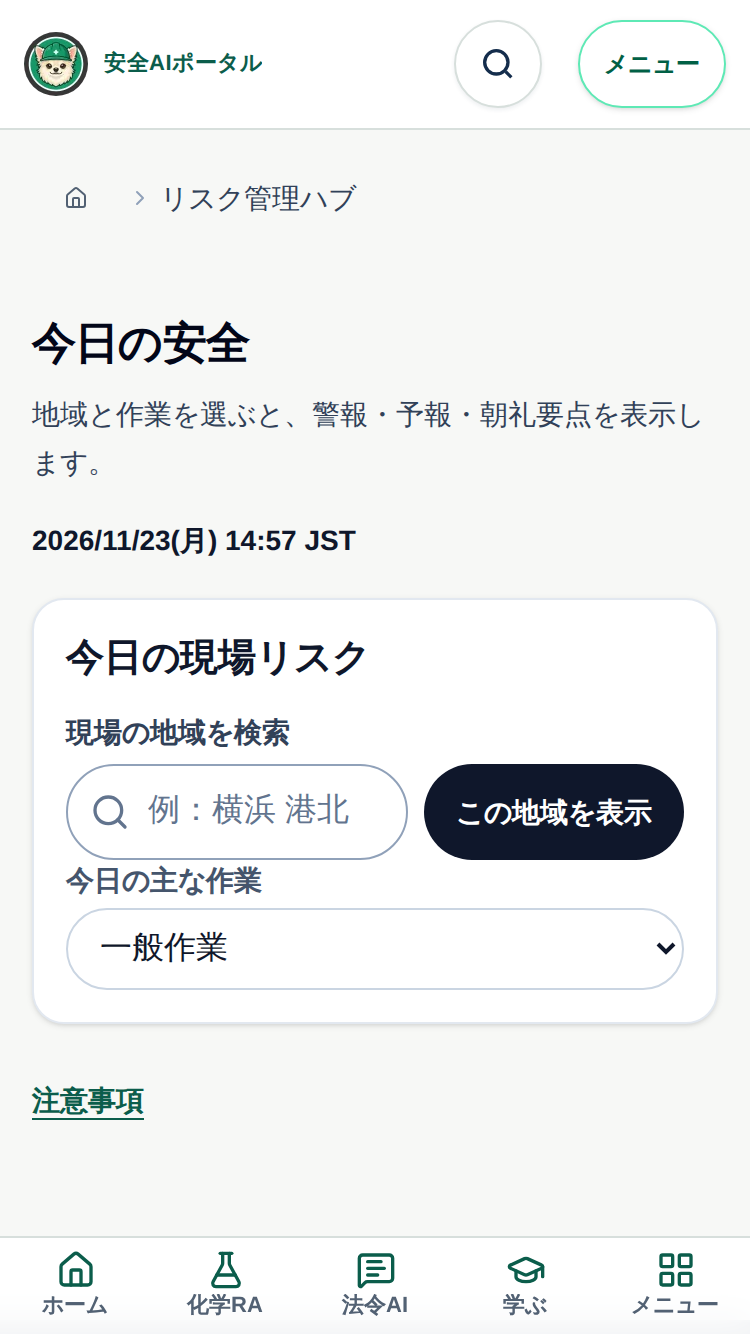 安全AIポータル
メニュー
リスク管理ハブ
今日の安全
地域と作業を選ぶと、警報・予報・朝礼要点を表示し
ます。
2026/11/23(月) 14:57 JST
今日の現場リスク
現場の地域を検索
例：横浜 港北
この地域を表示
今日の主な作業
一般作業
注意事項
ホーム
化学RA
法令AI
学ぶ
メニュー